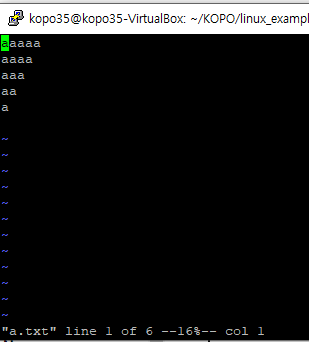 kopo35@kopo35-VirtualBox: ~/KOPO/linux_exampl
aaaaa
aaaa
aaa
aa
a
~
~
~
~
~
~
~
~
~
~
~
~
"a.txt" line 1 of 6 --16%-- col 1